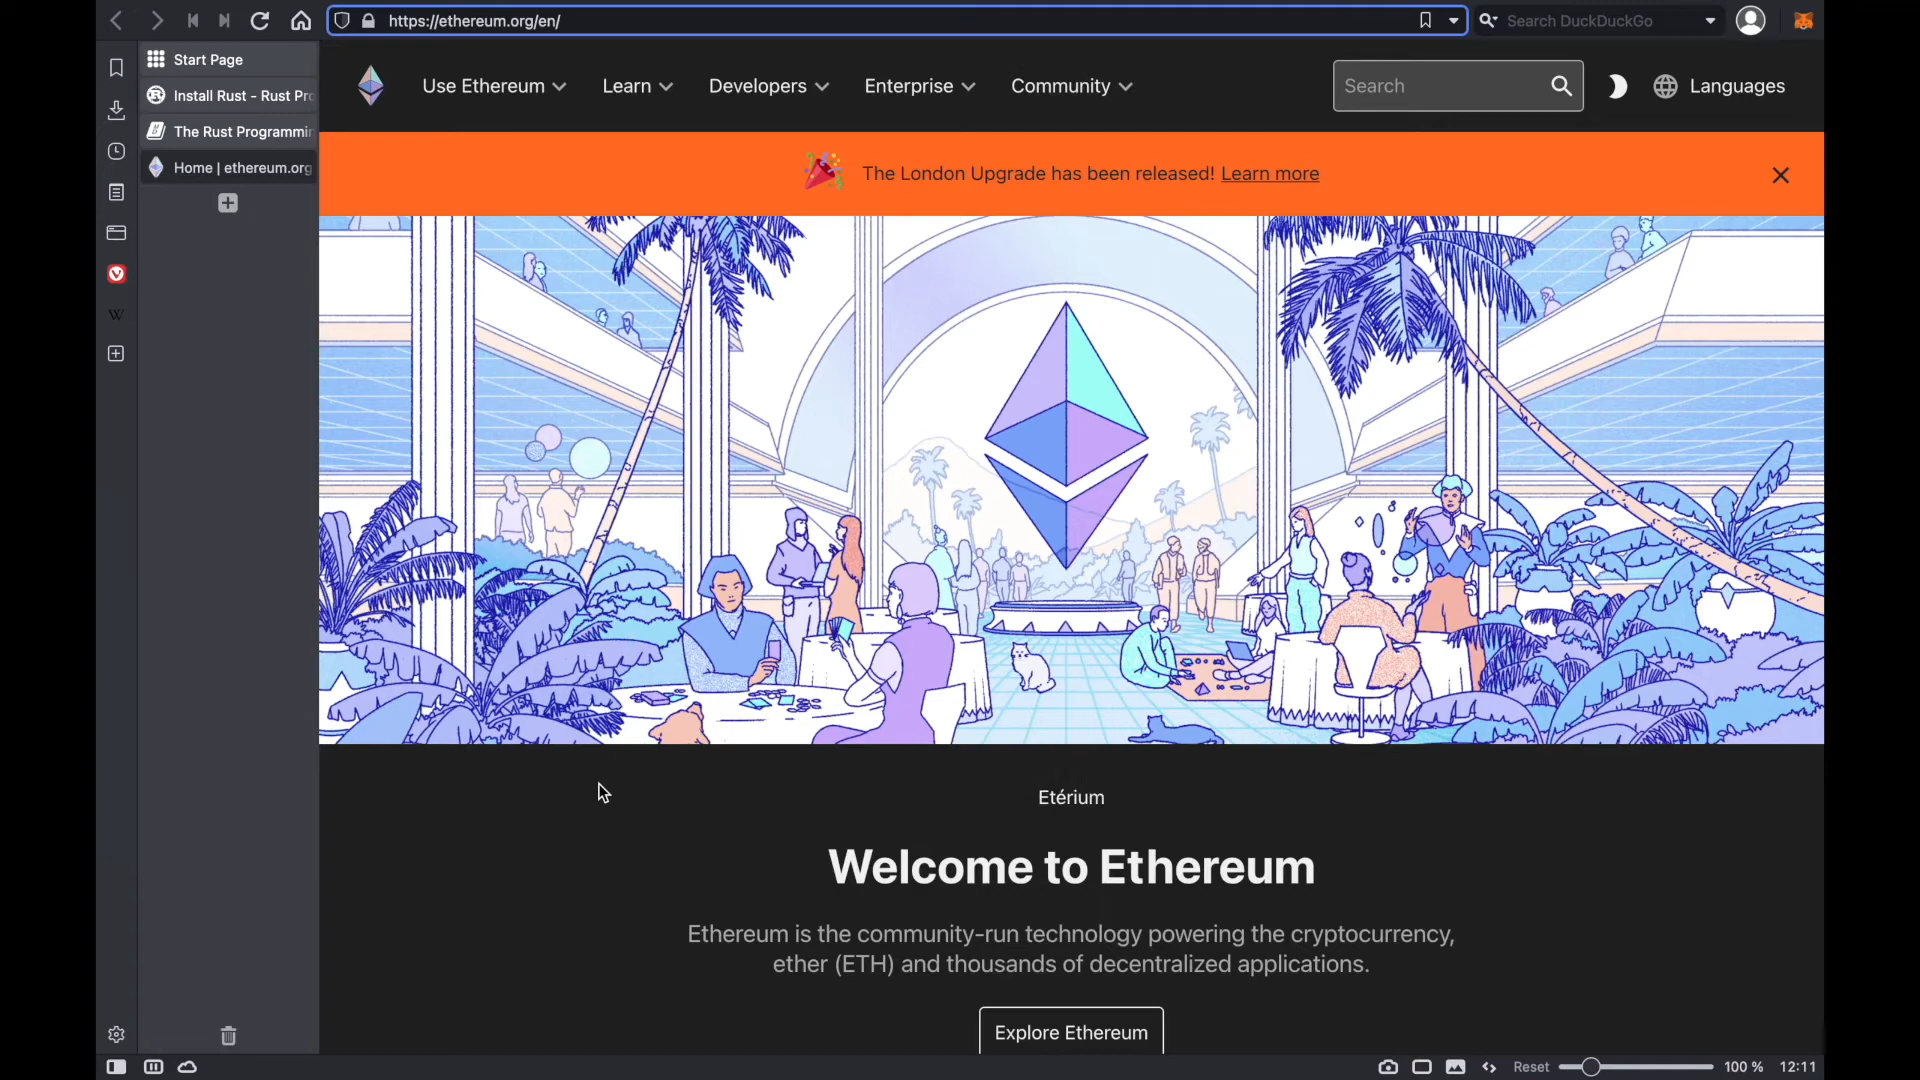 https://ethereum.org/en/
Search DuckDuckGo
Start Page
Install Rust - Rust Pro
The Rust Programmin
Home | ethereum.org
Use Ethereum
Learn
Developers
Enterprise
Community
Search
Languages
The London Upgrade has been released! Learn more
Etérium
Welcome to Ethereum
Ethereum is the community-run technology powering the cryptocurrency,
ether (ETH) and thousands of decentralized applications.
Explore Ethereum
Reset
100 %
12:11